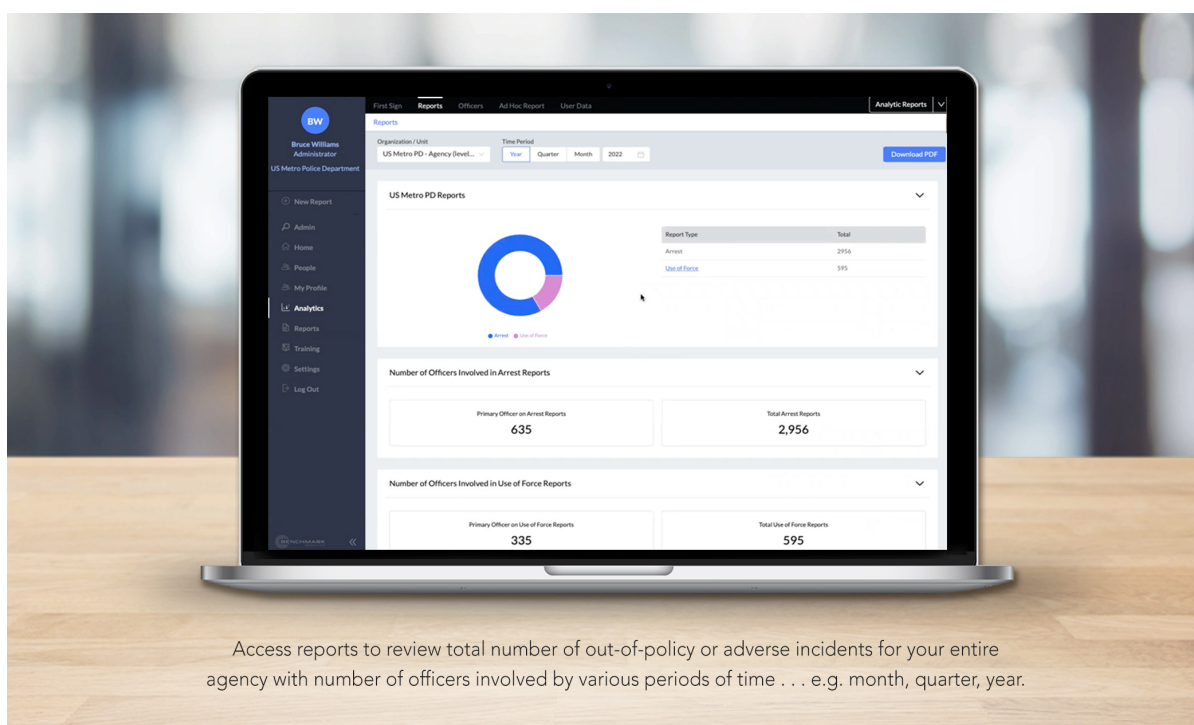 First Sign Reports Officers Ad Hoc Report User Data Analytic Reports
BW
Bruce Williams
Administrator
US Metro Police Department
New Report
Admin
Home
People
My Profile
Analytics
Reports
Training
Settings
Log Out
BENCHMARK
Reports
Organization / Unit Time Period
US Metro PD - Agency (level... Year Quarter Month 2022 Download PDF
US Metro PD Reports
Report Type Total
Arrest 2956
Use of Force 595
Arrest Use of Force
Number of Officers Involved in Arrest Reports
Primary Officer on Arrest Reports Total Arrest Reports
635 2,956
Number of Officers Involved in Use of Force Reports
Primary Officer on Use of Force Reports Total Use of Force Reports
335 595
Access reports to review total number of out-of-policy or adverse incidents for your entire
agency with number of officers involved by various periods of time . . . e.g. month, quarter, year.